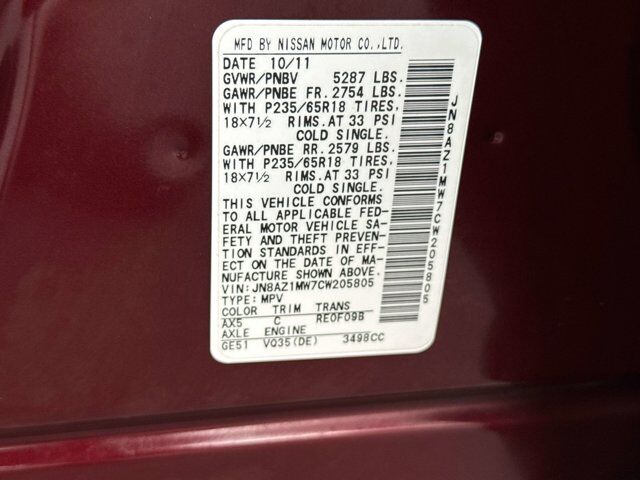 MFD BY NISSAN MOTOR CO.,LTD.
DATE 10/11
GVWR/PNBV 5287 LBS.
GAWR/PNBE FR. 2754 LBS.
WITH P235/65R18 TIRES,
18X7½ RIMS, AT 33 PSI
COLD SINGLE.
GAWR/PNBE RR. 2579 LBS.
WITH P235/65R18 TIRES,
18X7½ RIMS, AT 33 PSI
COLD SINGLE.
THIS VEHICLE CONFORMS
TO ALL APPLICABLE FED-
ERAL MOTOR VEHICLE SA-
FETY AND THEFT PREVEN-
TION STANDARDS IN EFF-
ECT ON THE DATE OF MA-
NUFACTURE SHOWN ABOVE.
VIN:JN8AZ1MW7CW205805
TYPE:MPV
COLOR TRIM TRANS
AX5 C RE0F09B
AXLE ENGINE
GE51 VQ35(DE) 3498CC
JN8AZ1MW7CW205805